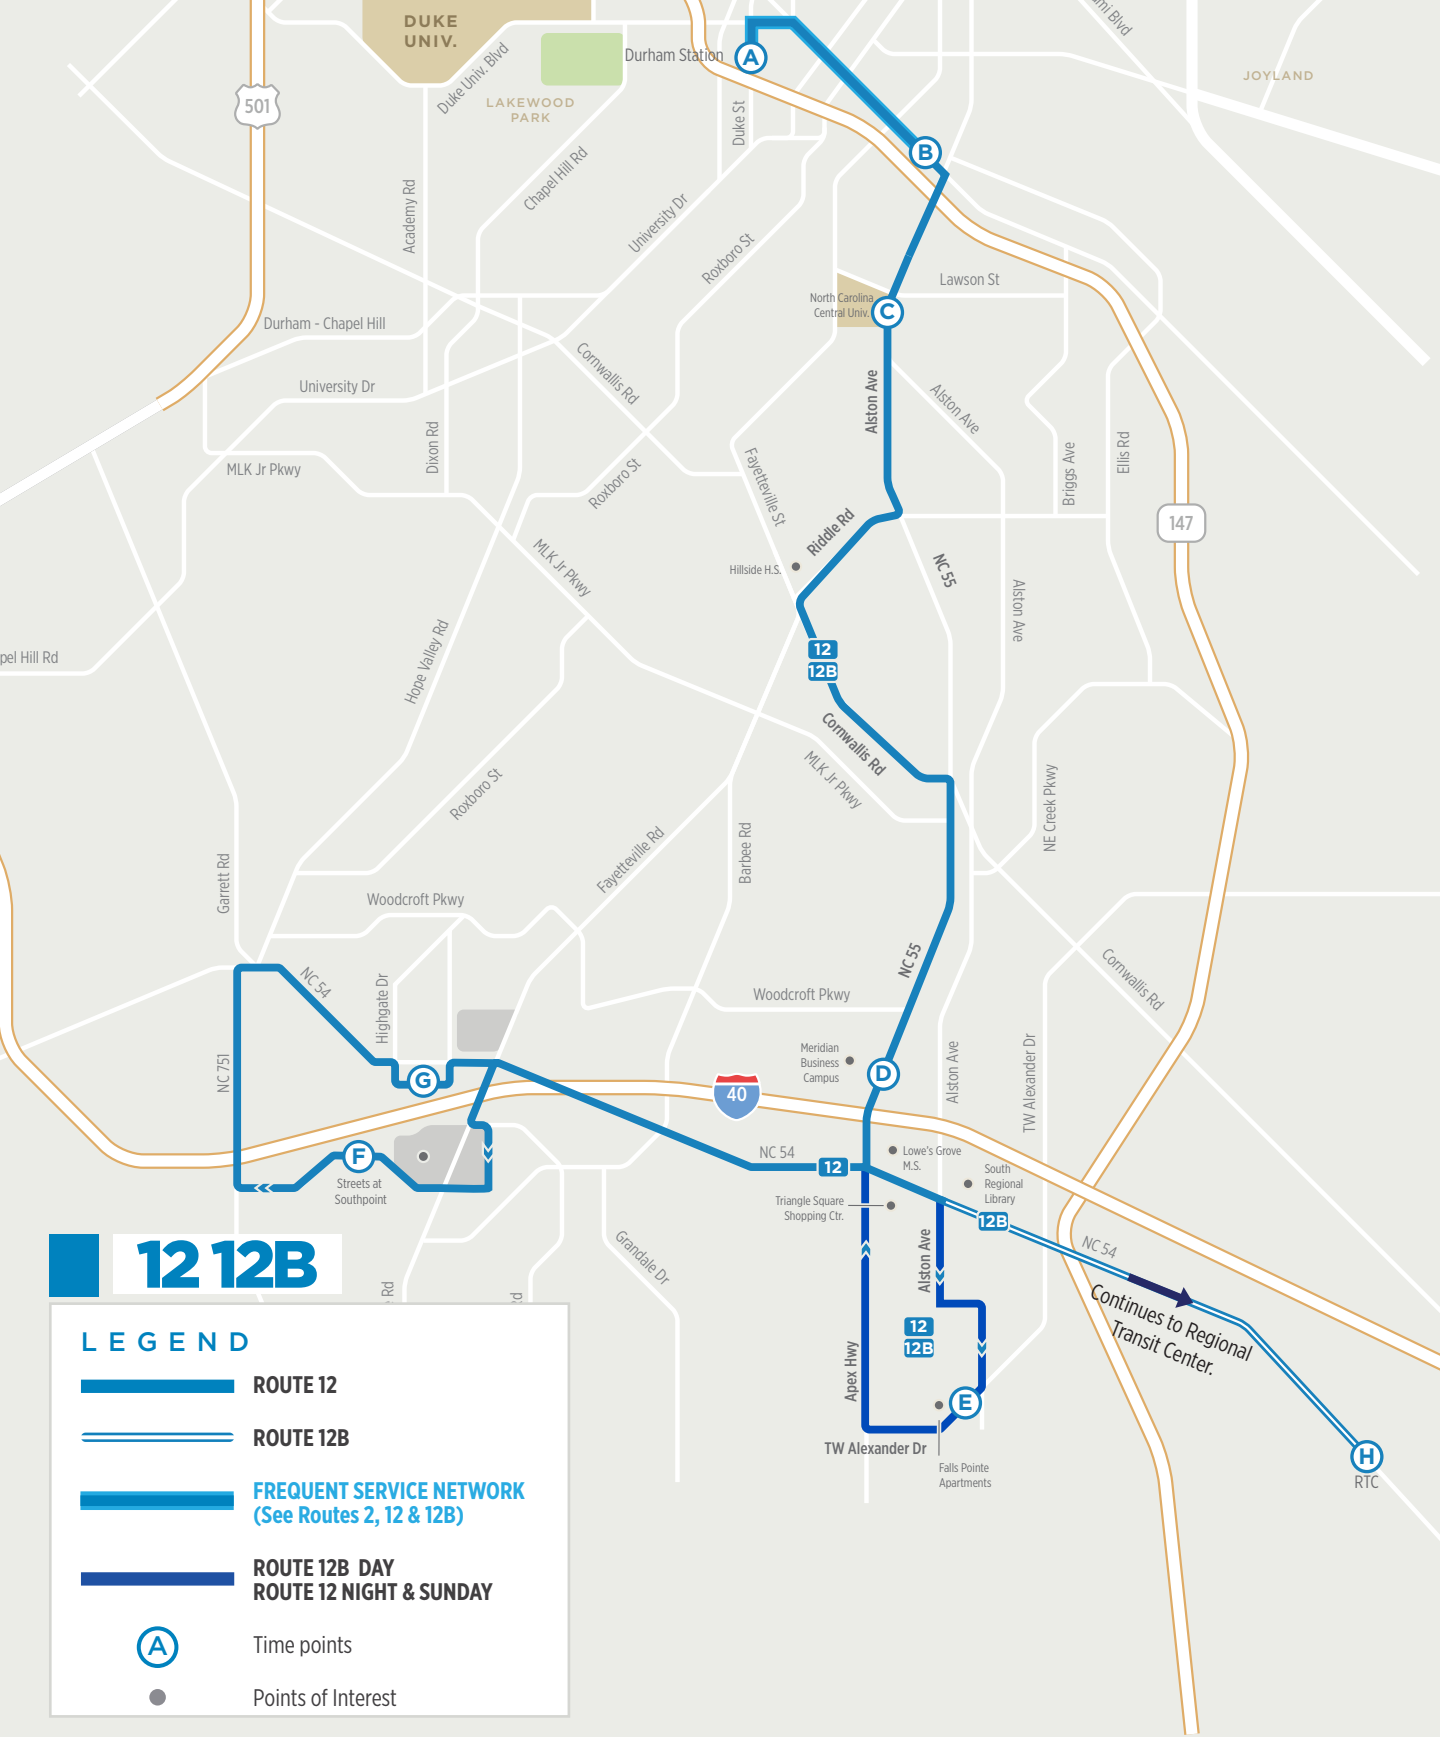 DUKE
UNIV.
Duke Univ. Blvd
LAKEWOOD
PARK
Durham Station
A
JOYLAND
501
Duke St
B
Academy Rd
Chapel Hill Rd
University Dr
Roxboro St
Lawson St
North Carolina
Central Univ.
C
Durham - Chapel Hill
Cornwallis Rd
University Dr
Alston Ave
Alston Ave
Dixon Rd
MLK Jr Pkwy
Roxboro St
Fayetteville St
Briggs Ave
Ellis Rd
147
Riddle Rd
MLK Jr Pkwy
Hillside H.S.
NC 55
Alston Ave
12
12B
pel Hill Rd
Hope Valley Rd
Cornwallis Rd
MLK Jr Pkwy
Roxboro St
NE Creek Pkwy
Garrett Rd
Fayetteville Rd
Barbee Rd
Woodcroft Pkwy
NC 55
NC 54
Highgate Dr
Woodcroft Pkwy
Cornwallis Rd
NC 751
Meridian
Business
Campus
D
G
Alston Ave
TW Alexander Dr
40
NC 54
12
Lowe's Grove
M.S.
F
Streets at
Southpoint
South
Regional
Library
Triangle Square
Shopping Ctr.
12B
NC 54
Grandale Dr
Alston Ave
Rd
Continues to Regional
Transit Center.
12
12B
Apex Hwy
E
TW Alexander Dr
Falls Pointe
Apartments
H
RTC
12 12B
LEGEND
ROUTE 12
ROUTE 12B
FREQUENT SERVICE NETWORK
(See Routes 2, 12 & 12B)
ROUTE 12B DAY
ROUTE 12 NIGHT & SUNDAY
A
Time points
Points of Interest